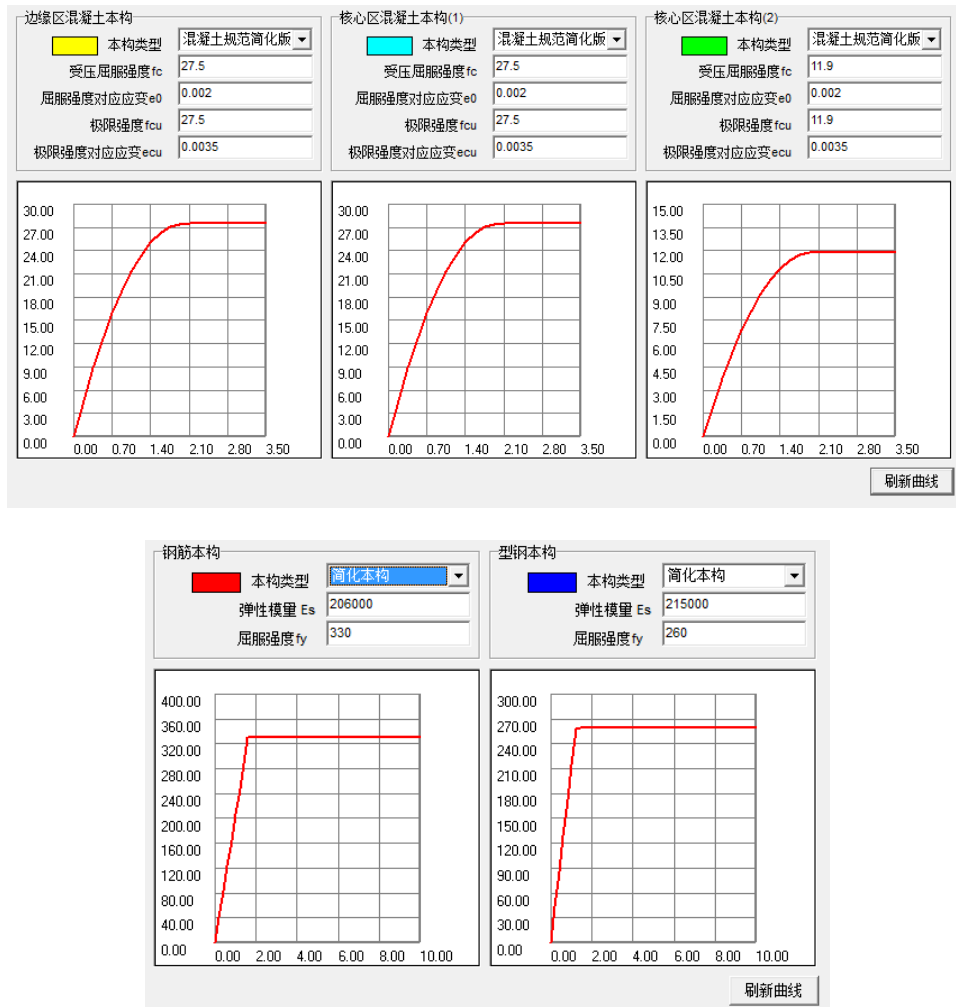 边缘区混凝土本构
本构类型 混凝土规范简化版
受压屈服强度fc 27.5
屈服强度对应应变e0 0.002
极限强度fcu 27.5
极限强度对应应变ecu 0.0035
30.00
27.00
24.00
21.00
18.00
15.00
12.00
9.00
6.00
3.00
0.00
0.00 0.70 1.40 2.10 2.80 3.50
核心区混凝土本构(1)
本构类型 混凝土规范简化版
受压屈服强度fc 27.5
屈服强度对应应变e0 0.002
极限强度fcu 27.5
极限强度对应应变ecu 0.0035
30.00
27.00
24.00
21.00
18.00
15.00
12.00
9.00
6.00
3.00
0.00
0.00 0.70 1.40 2.10 2.80 3.50
核心区混凝土本构(2)
本构类型 混凝土规范简化版
受压屈服强度fc 11.9
屈服强度对应应变e0 0.002
极限强度fcu 11.9
极限强度对应应变ecu 0.0035
15.00
13.50
12.00
10.50
9.00
7.50
6.00
4.50
3.00
1.50
0.00
0.00 0.70 1.40 2.10 2.80 3.50
刷新曲线
钢筋本构
本构类型 简化本构
弹性模量 Es 206000
屈服强度fy 330
400.00
360.00
320.00
280.00
240.00
200.00
160.00
120.00
80.00
40.00
0.00
0.00 2.00 4.00 6.00 8.00 10.00
型钢本构
本构类型 简化本构
弹性模量 Es 215000
屈服强度fy 260
300.00
270.00
240.00
210.00
180.00
150.00
120.00
90.00
60.00
30.00
0.00
0.00 2.00 4.00 6.00 8.00 10.00
刷新曲线